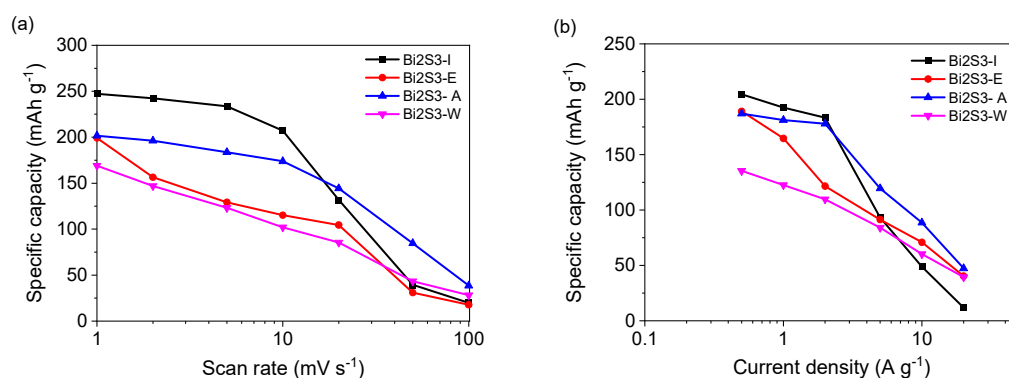 (a)
300
250
200
150
100
50
0
1
10
100
Specific capacity (mAh g⁻¹)
Scan rate (mV s⁻¹)
Bi2S3-I
Bi2S3-E
Bi2S3- A
Bi2S3-W
(b)
250
200
150
100
50
0
0.1
1
10
Specific capacity (mAh g⁻¹)
Current density (A g⁻¹)
Bi2S3-I
Bi2S3-E
Bi2S3- A
Bi2S3-W